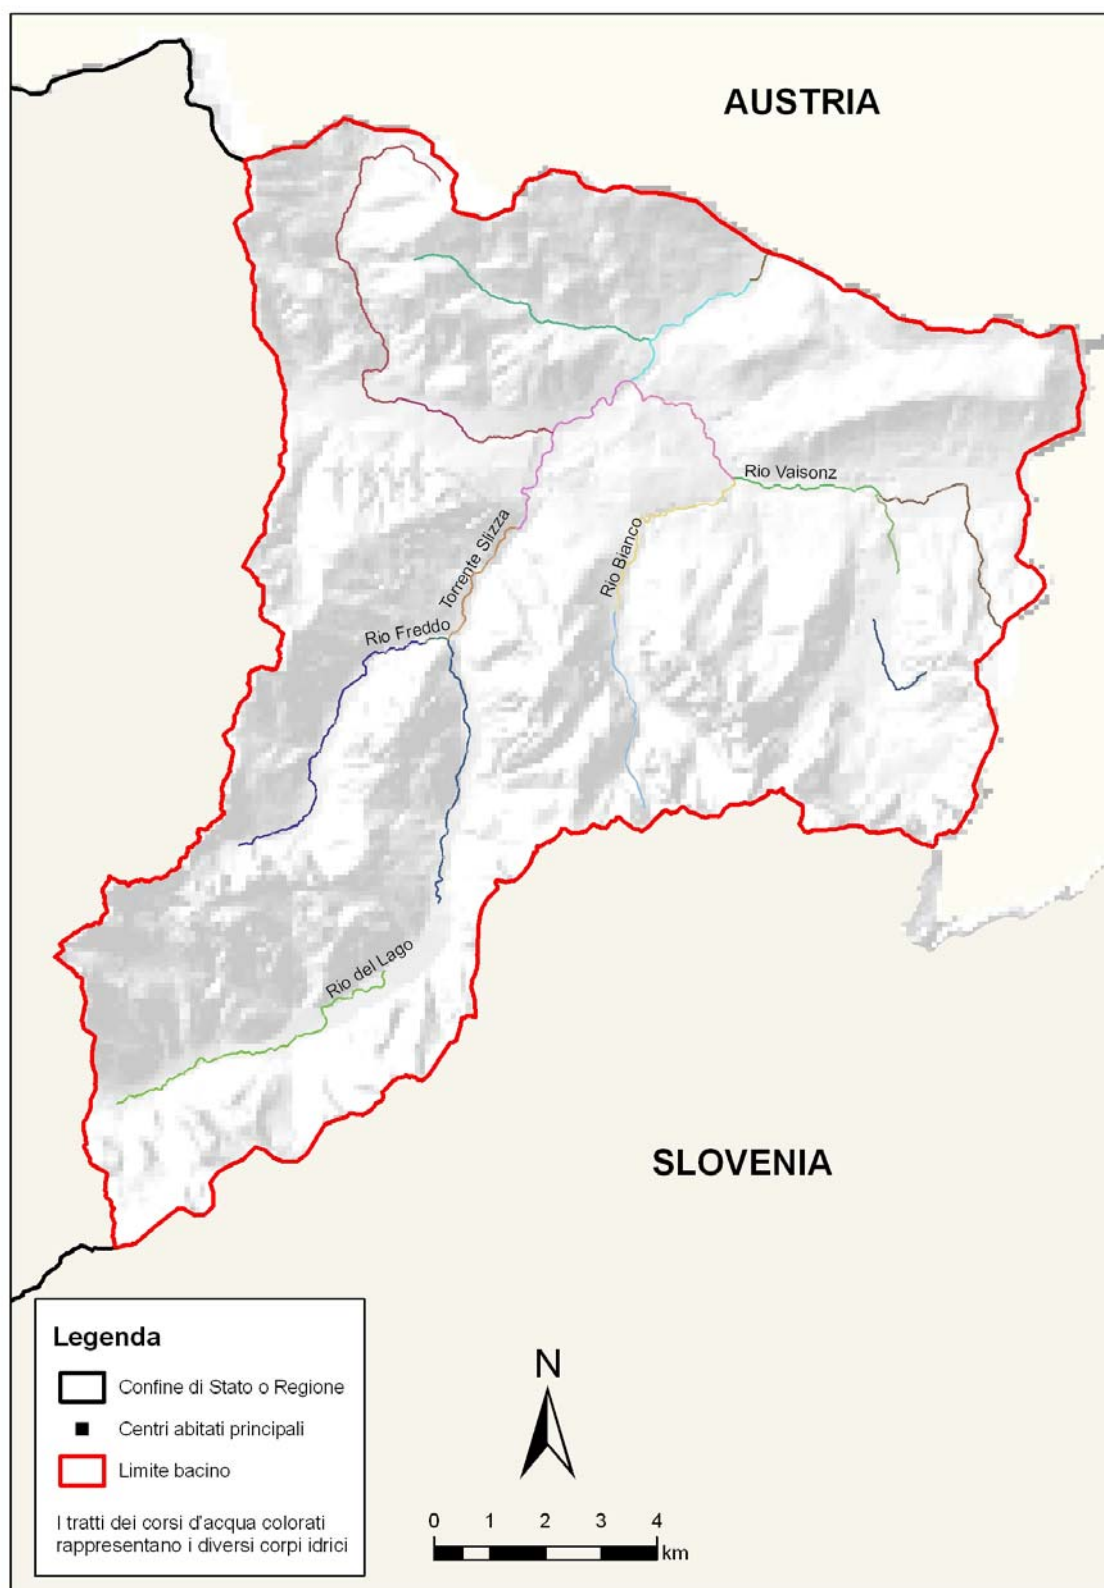 AUSTRIA
Rio Vaisonz
Torrente Slizza
Rio Bianco
Rio Freddo
Rio del Lago
SLOVENIA
Legenda
Confine di Stato o Regione
Centri abitati principali
Limite bacino
I tratti dei corsi d'acqua colorati
rappresentano i diversi corpi idrici
N
0 1 2 3 4
km